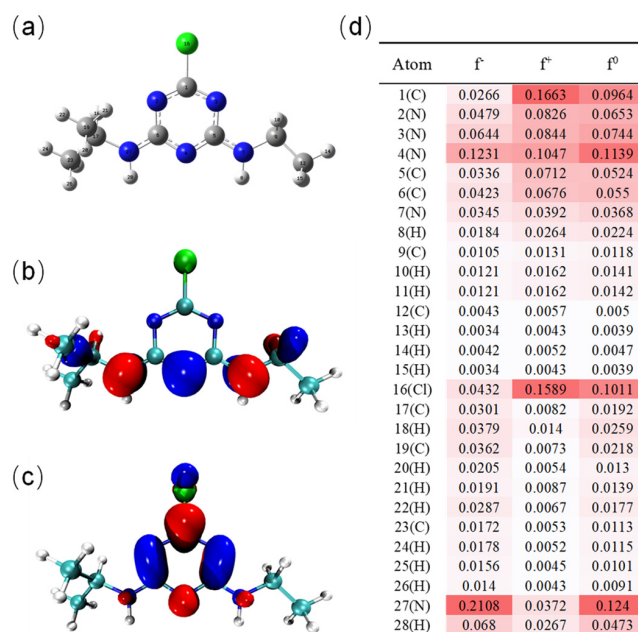 (a)
(d)
Atom f⁻ f⁺ f⁰
1(C) 0.0266 0.1663 0.0964
2(N) 0.0479 0.0826 0.0653
3(N) 0.0644 0.0844 0.0744
4(N) 0.1231 0.1047 0.1139
5(C) 0.0336 0.0712 0.0524
6(C) 0.0423 0.0676 0.055
7(N) 0.0345 0.0392 0.0368
8(H) 0.0184 0.0264 0.0224
9(C) 0.0105 0.0131 0.0118
10(H) 0.0121 0.0162 0.0141
11(H) 0.0121 0.0162 0.0142
12(C) 0.0043 0.0057 0.005
13(H) 0.0034 0.0043 0.0039
14(H) 0.0042 0.0052 0.0047
15(H) 0.0034 0.0043 0.0039
16(Cl) 0.0432 0.1589 0.1011
17(C) 0.0301 0.0082 0.0192
18(H) 0.0379 0.014 0.0259
19(C) 0.0362 0.0073 0.0218
20(H) 0.0205 0.0054 0.013
21(H) 0.0191 0.0087 0.0139
22(H) 0.0287 0.0067 0.0177
23(C) 0.0172 0.0053 0.0113
24(H) 0.0178 0.0052 0.0115
25(H) 0.0156 0.0045 0.0101
26(H) 0.014 0.0043 0.0091
27(N) 0.2108 0.0372 0.124
28(H) 0.068 0.0267 0.0473
(b)
(c)